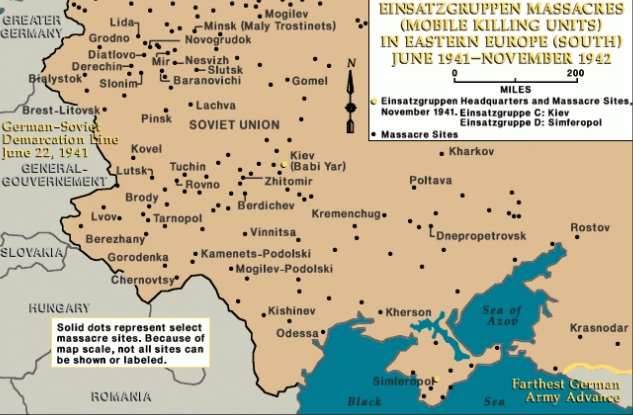 EINSATZGRUPPEN MASSACRES
(MOBILE KILLING UNITS)
IN EASTERN EUROPE (SOUTH)
JUNE 1941–NOVEMBER 1942
0 200
MILES
Einsatzgruppen Headquarters and Massacre Sites,
November 1941. Einsatzgruppe C: Kiev
Einsatzgruppe D: Simferopol
Massacre Sites
N
GREATER
GERMANY
Lida
Mogilev
Minsk (Maly Trostinets)
Grodno
Novogrudok
Diatlovo
Mir
Nesvizh
Derechin
Slutsk
Bialystok
Slonim
Baranovichi
Gomel
Brest-Litovsk
Lachva
Pinsk
SOVIET UNION
German–Soviet
Demarcation Line
June 22, 1941
Kovel
Kiev
(Babi Yar)
Kharkov
GENERAL-
GOUVERNEMENT
Lutsk
Tuchin
Rovno
Zhitomir
Poltava
Brody
Berdichev
Lvov
Tarnopol
Kremenchug
Berezhany
Vinnitsa
Dnepropetrovsk
Rostov
SLOVAKIA
Gorodenka
Kamenets-Podolski
Mogilev-Podolski
Chernovtsy
HUNGARY
Kishinev
Kherson
Sea of
Azov
Odessa
Krasnodar
Solid dots represent select
massacre sites. Because of
map scale, not all sites can
be shown or labeled.
Simferopol
Farthest German
Army Advance
ROMANIA
Black Sea